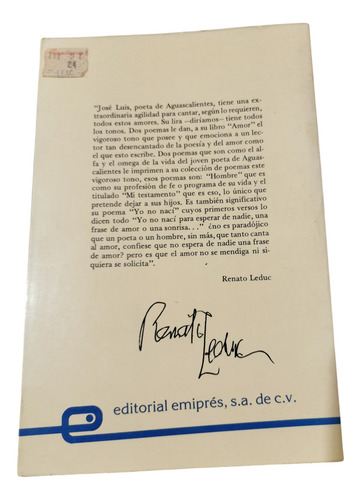 "José Luis, poeta de Aguascalientes, tiene una ex-
traordinaria agilidad para cantar, según lo requieren,
todos estos amores. Su lira —diríamos— tiene todos
los tonos. Dos poemas le dan, a su libro "Amor" el
vigoroso tono que posee y que emociona a un lec-
tor tan desencantado de la poesía y del amor como
el que esto escribe. Dos poemas que son como el al-
fa y el omega de la vida del joven poeta de Aguas-
calientes le imprimen a su colección de poemas este
vigoroso tono, esos poemas son: "Hombre" que es
como su profesión de fe o programa de su vida y el
titulado "Mi testamento" que es eso, lo único que
pretende dejar a sus hijos. Es también significativo
su poema "Yo no nací" cuyos primeros versos lo
dicen todo "Yo no nací para esperar de nadie, una
frase de amor o una sonrisa. . ." ¿no es paradójico
que un poeta o un hombre, sin más, que tanto canta
al amor, confiese que no espera de nadie una frase
de amor? pero es que el amor no se mendiga ni si-
quiera se solicita".
Renato Leduc
Renato
Leduc
editorial emiprés, s.a. de c.v.